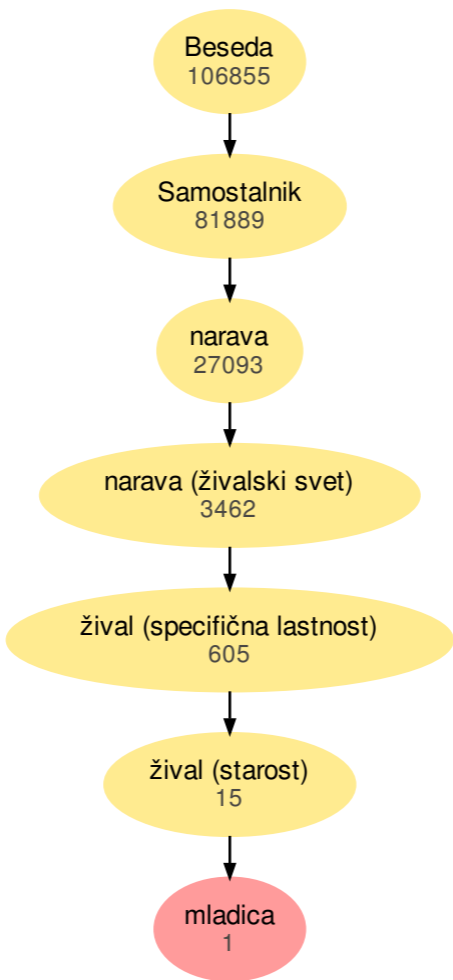 Beseda
106855
Samostalnik
81889
narava
27093
narava (živalski svet)
3462
žival (specifična lastnost)
605
žival (starost)
15
mladica
1